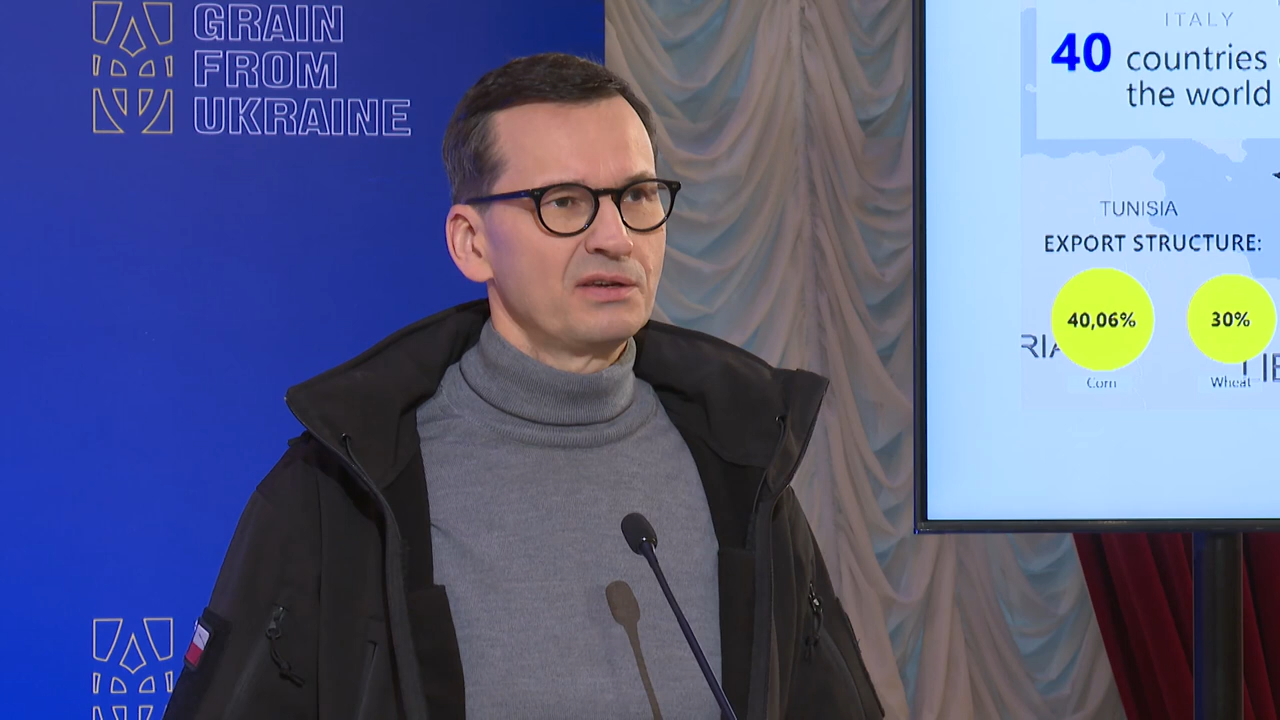 GRAIN
FROM
UKRAINE
ITALY
40 countries
the world
TUNISIA
EXPORT STRUCTURE:
40,06%
30%
Corn
Wheat